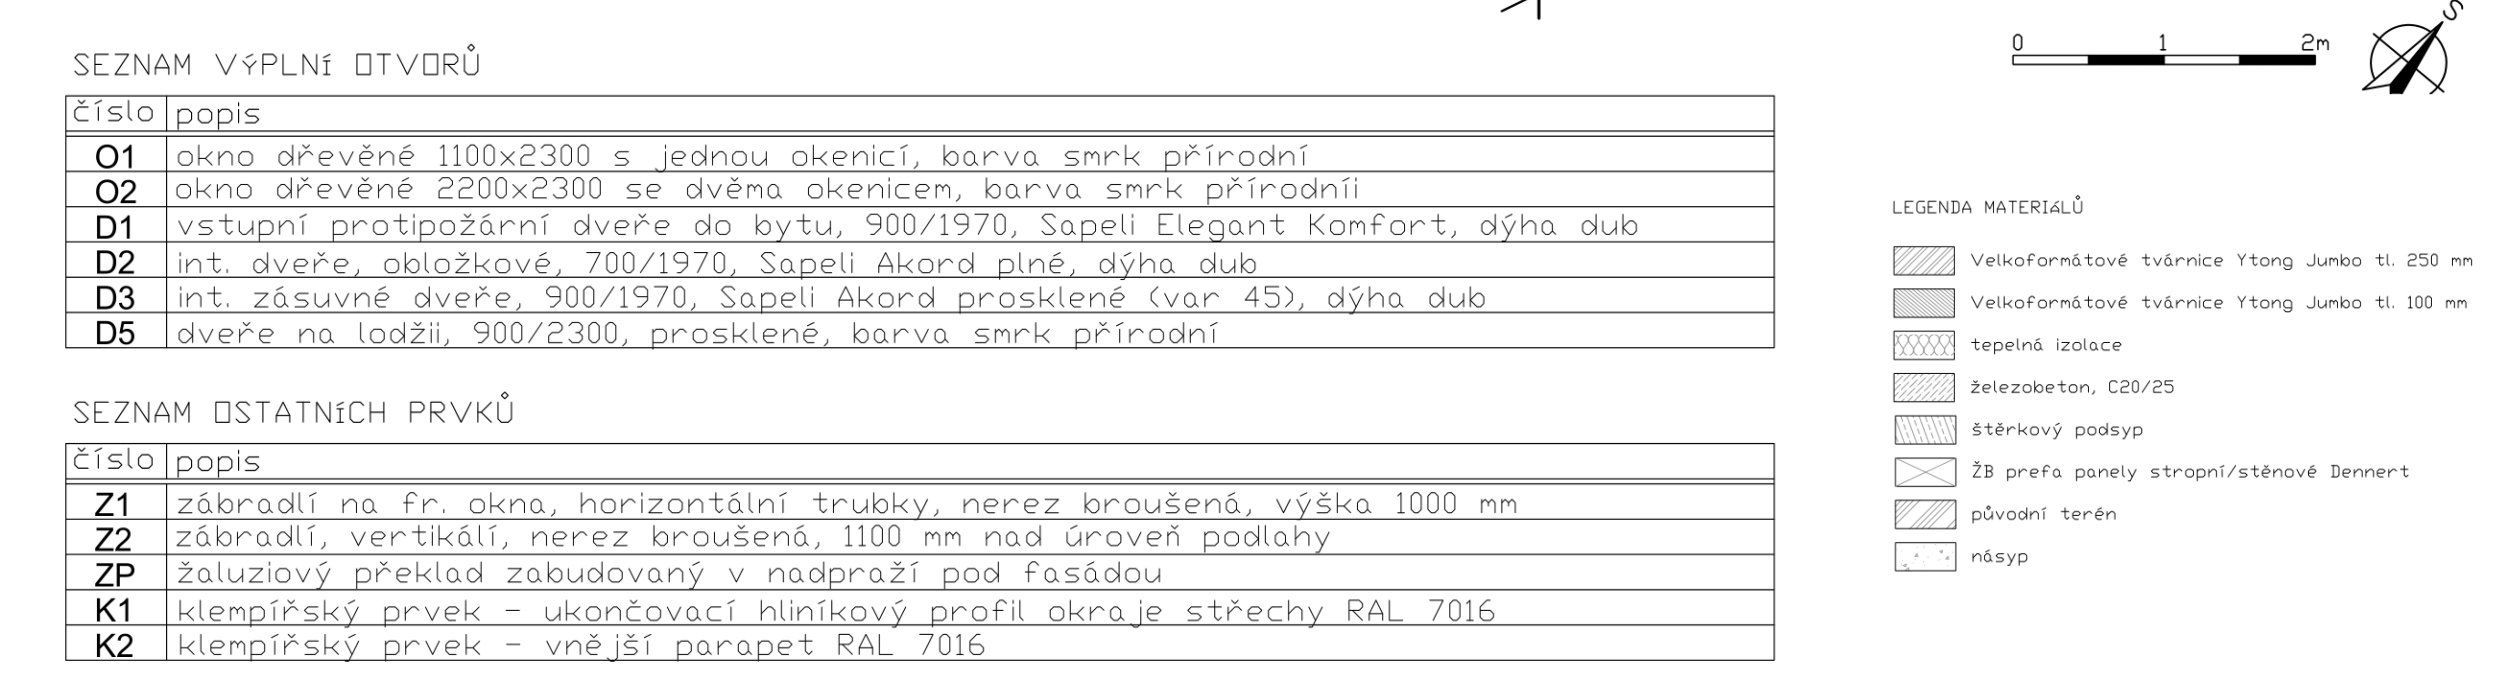 SEZNAM VÝPLNÍ OTVORŮ
číslo popis
O1 okno dřevěné 1100x2300 s jednou okenicí, barva smrk přírodní
O2 okno dřevěné 2200x2300 se dvěma okenicem, barva smrk přírodníi
D1 vstupní protipožární dveře do bytu, 900/1970, Sapeli Elegant Komfort, dýha dub
D2 int. dveře, obložkové, 700/1970, Sapeli Akord plné, dýha dub
D3 int. zásuvné dveře, 900/1970, Sapeli Akord prosklené (var 45), dýha dub
D5 dveře na lodžii, 900/2300, prosklené, barva smrk přírodní
SEZNAM OSTATNÍCH PRVKŮ
číslo popis
Z1 zábradlí na fr. okna, horizontální trubky, nerez broušená, výška 1000 mm
Z2 zábradlí, vertikálí, nerez broušená, 1100 mm nad úroveň podlahy
ZP žaluziový překlad zabudovaný v nadpraží pod fasádou
K1 klempířský prvek - ukončovací hliníkový profil okraje střechy RAL 7016
K2 klempířský prvek - vnější parapet RAL 7016
0 1 2m
S
LEGENDA MATERIÁLŮ
Velkoformátové tvárnice Ytong Jumbo tl. 250 mm
Velkoformátové tvárnice Ytong Jumbo tl. 100 mm
tepelná izolace
železobeton, C20/25
štěrkový podsyp
ŽB prefa panely stropní/stěnové Dennert
původní terén
násyp